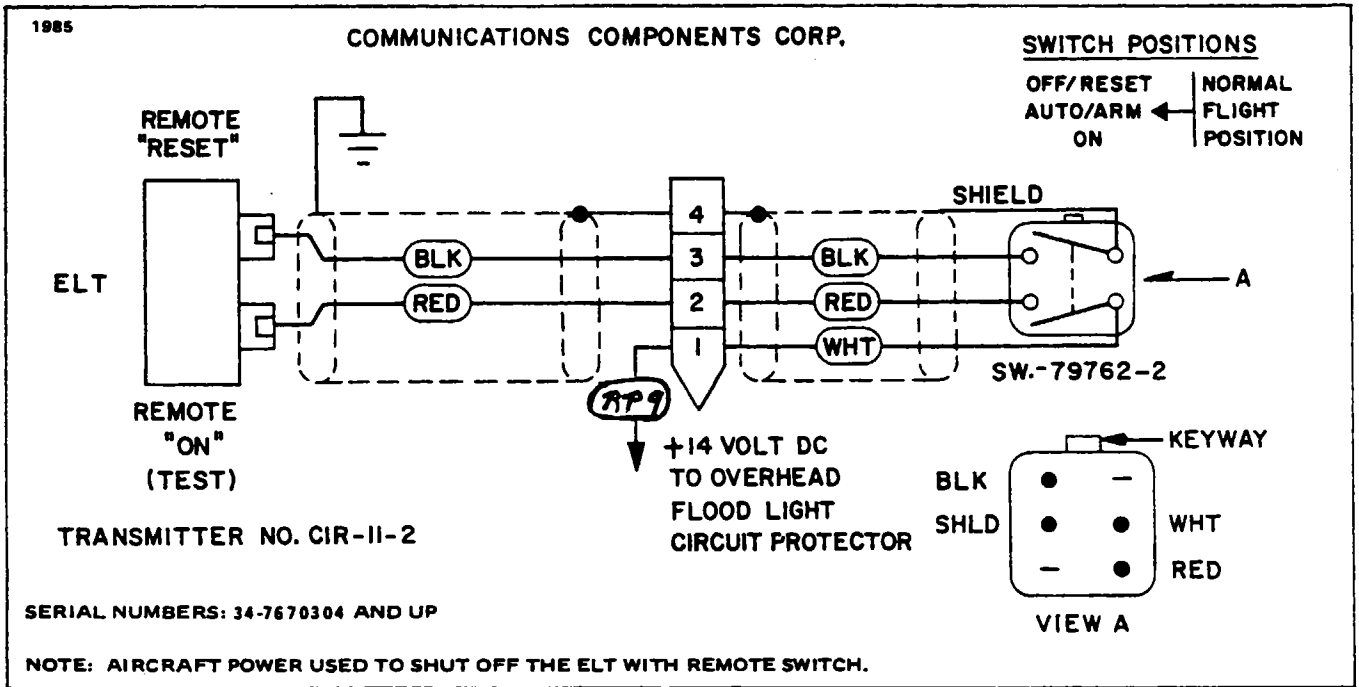 1985
COMMUNICATIONS COMPONENTS CORP.
SWITCH POSITIONS
OFF/RESET
AUTO/ARM
ON
NORMAL
FLIGHT
POSITION
REMOTE
"RESET"
SHIELD
4
BLK
3
BLK
ELT
A
RED
2
RED
1
WHT
SW.-79762-2
RP9
REMOTE
"ON"
(TEST)
+14 VOLT DC
TO OVERHEAD
FLOOD LIGHT
CIRCUIT PROTECTOR
KEYWAY
BLK
SHLD
WHT
RED
VIEW A
TRANSMITTER NO. CIR-11-2
SERIAL NUMBERS: 34-7670304 AND UP
NOTE: AIRCRAFT POWER USED TO SHUT OFF THE ELT WITH REMOTE SWITCH.